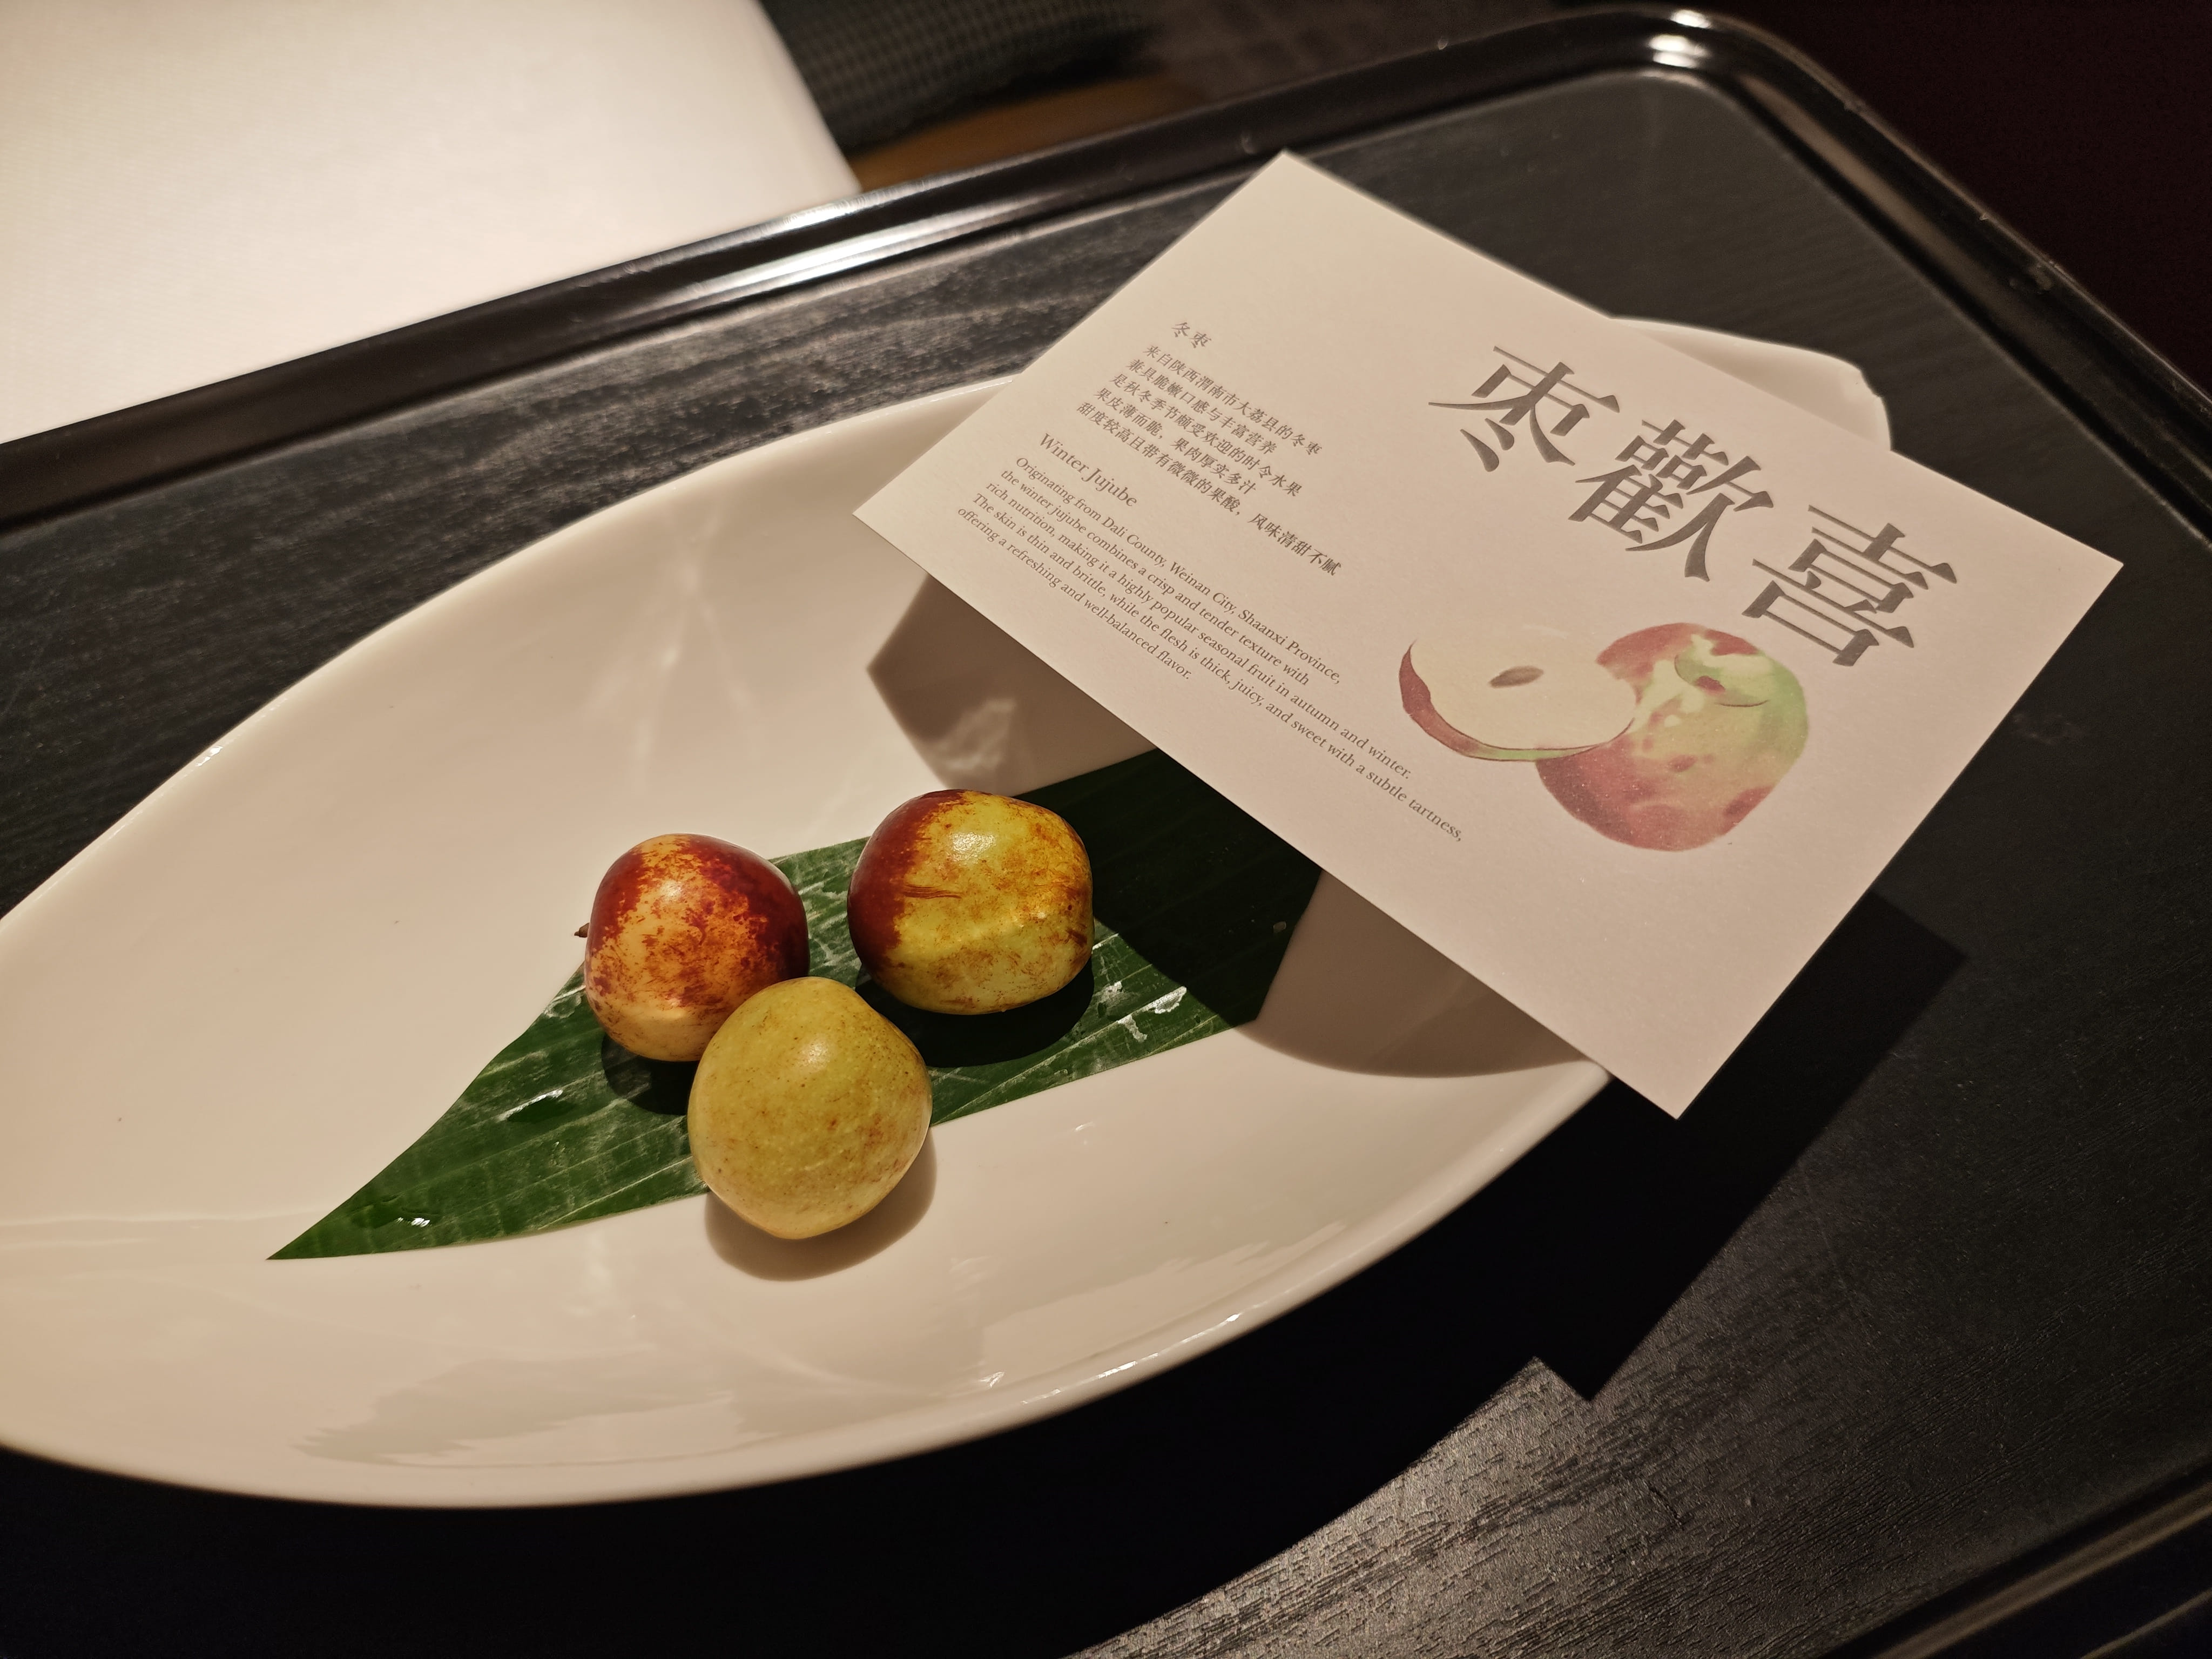 枣歡喜
冬枣
来自陕西渭南市大荔县的冬枣
兼具脆嫩口感与丰富营养
是秋冬季节颇受欢迎的时令水果
果皮薄而脆，果肉厚实多汁
甜度较高且带有微微的果酸，风味清甜不腻
Winter Jujube
Originating from Dali County, Weinan City, Shaanxi Province,
the winter jujube combines a crisp and tender texture with
rich nutrition, making it a highly popular seasonal fruit in autumn and winter.
The skin is thin and brittle, while the flesh is thick, juicy, and sweet with a subtle tartness,
offering a refreshing and well-balanced flavor.